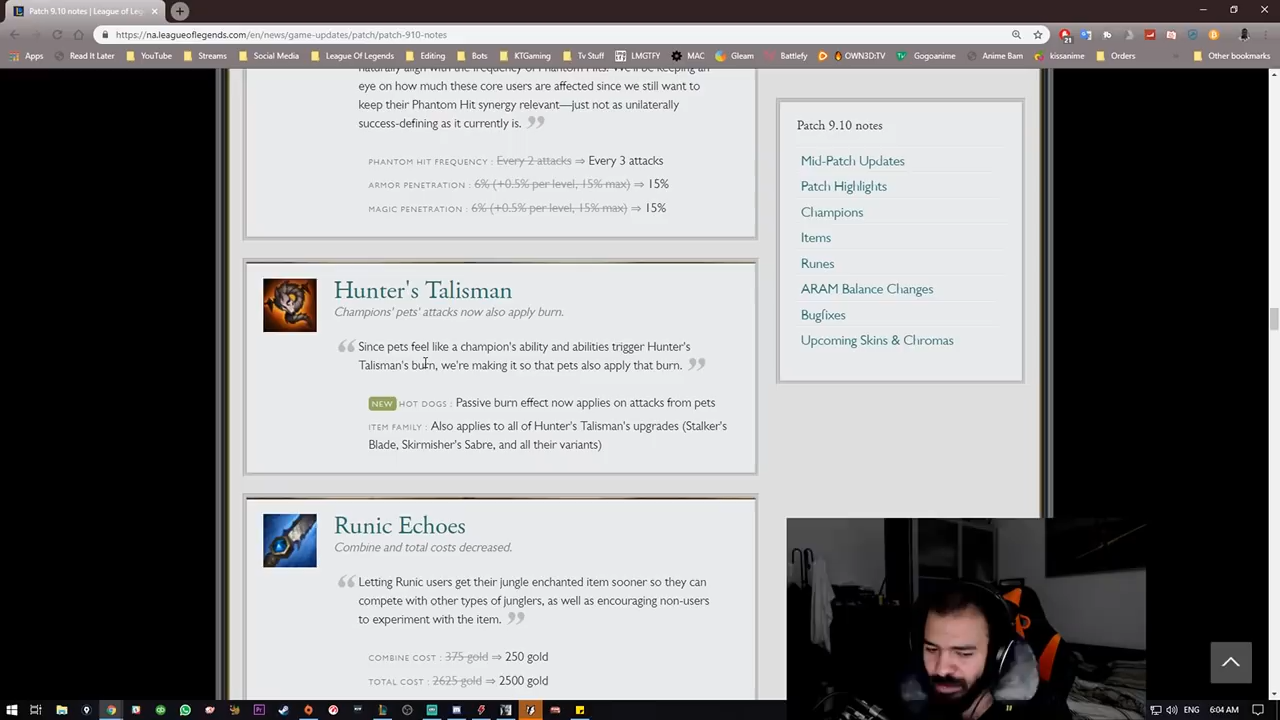 Patch 9.10 notes | League of Leg
https://na.leagueoflegends.com/en/news/game-updates/patch/patch-910-notes
Apps Read It Later YouTube Streams Social Media League Of Legends Editing Bots KTGaming Tv Stuff LMGTFY MAC Gleam Battlefy OWN3D:TV Gogoanime Anime Bam kissanime Orders Other bookmarks
naturally align with the frequency of Phantom Hits. We'll be keeping an
eye on how much these core users are affected since we still want to
keep their Phantom Hit synergy relevant—just not as unilaterally
success-defining as it currently is.
PHANTOM HIT FREQUENCY : Every 2 attacks ⇒ Every 3 attacks
ARMOR PENETRATION : 6% (+0.5% per level, 15% max) ⇒ 15%
MAGIC PENETRATION : 6% (+0.5% per level, 15% max) ⇒ 15%
Hunter's Talisman
Champions' pets' attacks now also apply burn.
Since pets feel like a champion's ability and abilities trigger Hunter's
Talisman's burn, we're making it so that pets also apply that burn.
NEW HOT DOGS : Passive burn effect now applies on attacks from pets
ITEM FAMILY : Also applies to all of Hunter's Talisman's upgrades (Stalker's
Blade, Skirmisher's Sabre, and all their variants)
Runic Echoes
Combine and total costs decreased.
Letting Runic users get their jungle enchanted item sooner so they can
compete with other types of junglers, as well as encouraging non-users
to experiment with the item.
COMBINE COST : 375 gold ⇒ 250 gold
TOTAL COST : 2625 gold ⇒ 2500 gold
Patch 9.10 notes
Mid-Patch Updates
Patch Highlights
Champions
Items
Runes
ARAM Balance Changes
Bugfixes
Upcoming Skins & Chromas
ENG 6:04 AM